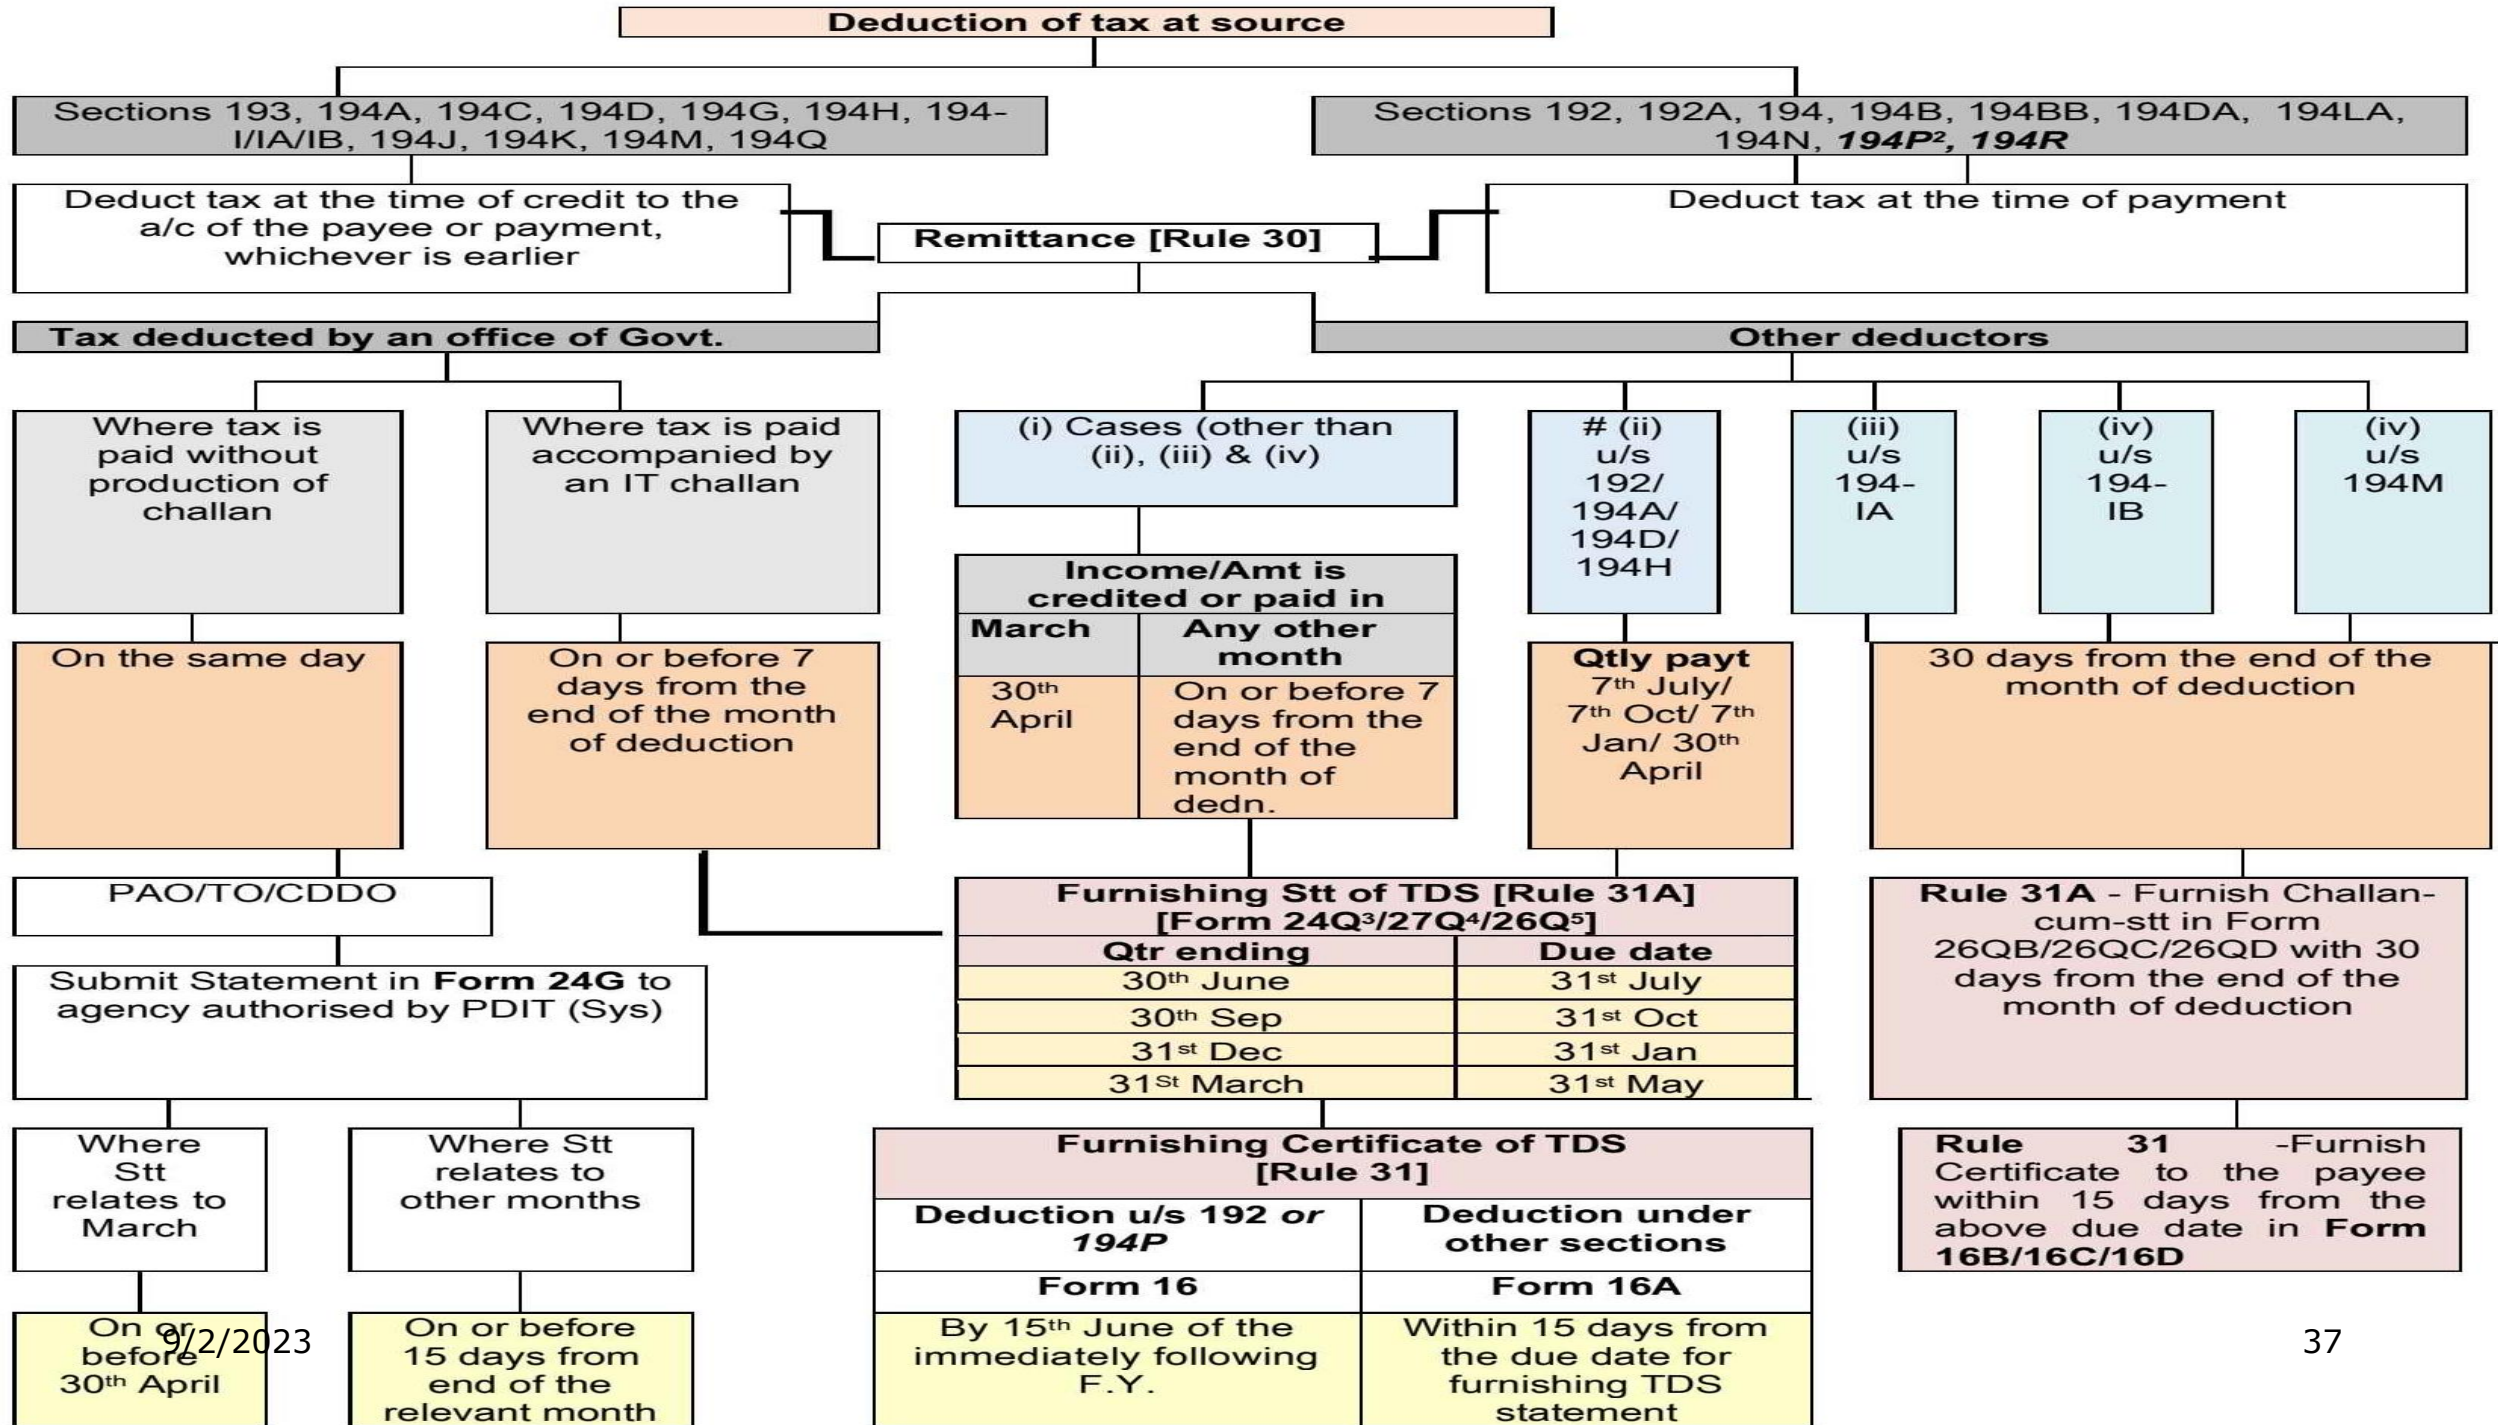 Deduction of tax at source
Sections 193, 194A, 194C, 194D, 194G, 194H, 194-
I/IA/IB, 194J, 194K, 194M, 194Q
Sections 192, 192A, 194, 194B, 194BB, 194DA, 194LA,
194N, 194P², 194R
Deduct tax at the time of credit to the
a/c of the payee or payment,
whichever is earlier
Remittance [Rule 30]
Deduct tax at the time of payment
Tax deducted by an office of Govt.
Other deductors
Where tax is
paid without
production of
challan
Where tax is paid
accompanied by
an IT challan
(i) Cases (other than
(ii), (iii) & (iv)
# (ii)
u/s
192/
194A/
194D/
194H
(iii)
u/s
194-
IA
(iv)
u/s
194-
IB
(iv)
u/s
194M
Income/Amt is
credited or paid in
March
Any other
month
30th
April
On or before 7
days from the
end of the
month of
dedn.
On the same day
On or before 7
days from the
end of the month
of deduction
Qtly payt
7th July/
7th Oct/ 7th
Jan/ 30th
April
30 days from the end of the
month of deduction
PAO/TO/CDDO
Submit Statement in Form 24G to
agency authorised by PDIT (Sys)
Furnishing Stt of TDS [Rule 31A]
[Form 24Q³/27Q⁴/26Q⁵]
Qtr ending Due date
30th June 31st July
30th Sep 31st Oct
31st Dec 31st Jan
31St March 31st May
Rule 31A - Furnish Challan-
cum-stt in Form
26QB/26QC/26QD with 30
days from the end of the
month of deduction
Where
Stt
relates to
March
Where Stt
relates to
other months
Furnishing Certificate of TDS
[Rule 31]
Deduction u/s 192 or
194P
Deduction under
other sections
Form 16 Form 16A
Rule 31 -Furnish
Certificate to the payee
within 15 days from the
above due date in Form
16B/16C/16D
On or
before
30th April
On or before
15 days from
end of the
relevant month
By 15th June of the
immediately following
F.Y.
Within 15 days from
the due date for
furnishing TDS
statement
9/2/2023
37